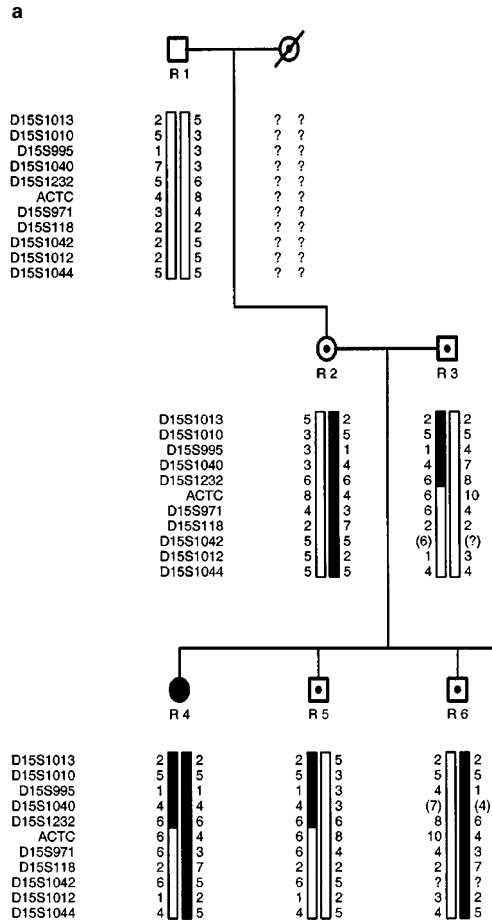 a
R 1
D15S1013 2 5 ? ?
D15S1010 5 3 ? ?
D15S995 1 3 ? ?
D15S1040 7 3 ? ?
D15S1232 5 6 ? ?
ACTC 4 8 ? ?
D15S971 3 4 ? ?
D15S118 2 2 ? ?
D15S1042 2 5 ? ?
D15S1012 2 5 ? ?
D15S1044 5 5 ? ?
R 2 R 3
D15S1013 5 2 2 2
D15S1010 3 5 5 5
D15S995 3 1 1 4
D15S1040 3 4 4 7
D15S1232 6 6 6 8
ACTC 8 4 6 10
D15S971 4 3 6 4
D15S118 2 7 2 2
D15S1042 5 5 (6) (?)
D15S1012 5 2 1 3
D15S1044 5 5 4 4
R 4 R 5 R 6
D15S1013 2 2 2 5 2 2
D15S1010 5 5 5 3 5 5
D15S995 1 1 1 3 4 1
D15S1040 4 4 4 3 (7) (4)
D15S1232 6 6 6 6 8 6
ACTC 6 4 6 8 10 4
D15S971 6 3 6 4 4 3
D15S118 2 7 2 2 2 7
D15S1042 6 5 6 5 ? ?
D15S1012 1 2 1 2 3 2
D15S1044 4 5 4 5 4 5